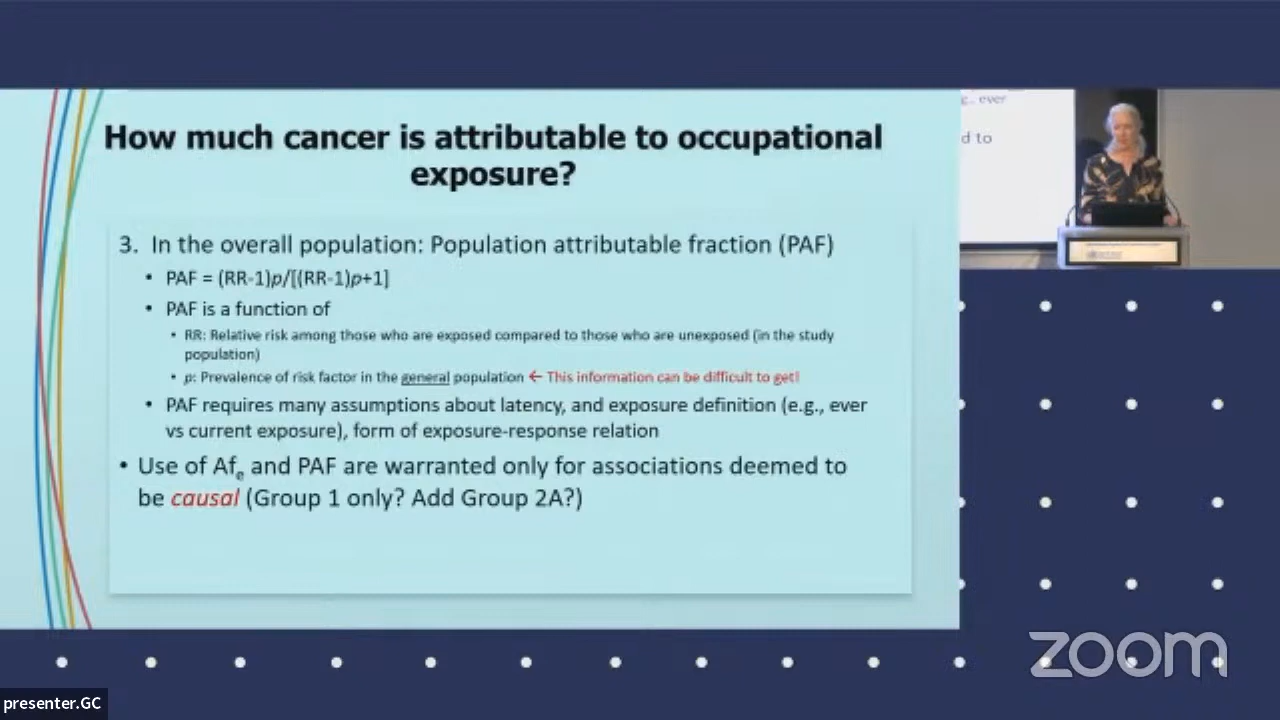 How much cancer is attributable to occupational
exposure?
3. In the overall population: Population attributable fraction (PAF)
• PAF = (RR-1)p/[(RR-1)p+1]
• PAF is a function of
• RR: Relative risk among those who are exposed compared to those who are unexposed (in the study
population)
• p: Prevalence of risk factor in the general population ← This information can be difficult to get!
• PAF requires many assumptions about latency, and exposure definition (e.g., ever
vs current exposure), form of exposure-response relation
• Use of Afe and PAF are warranted only for associations deemed to
be causal (Group 1 only? Add Group 2A?)
ever
d to
zoom
presenter.GC